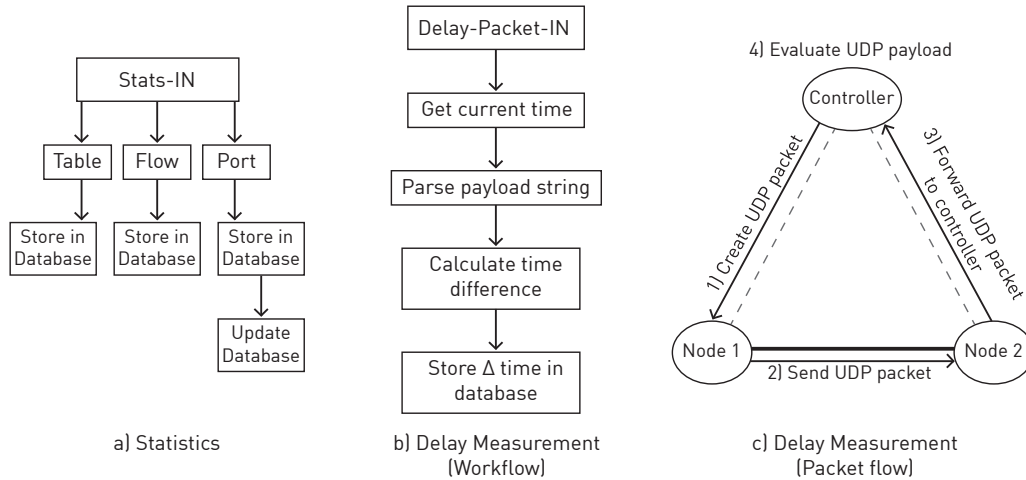 Stats-IN
Table
Flow
Port
Store in
Database
Store in
Database
Store in
Database
Update
Database
a) Statistics
Delay-Packet-IN
Get current time
Parse payload string
Calculate time
difference
Store Δ time in
database
b) Delay Measurement
(Workflow)
4) Evaluate UDP payload
Controller
1) Create UDP packet
3) Forward UDP packet
to controller
Node 1
Node 2
2) Send UDP packet
c) Delay Measurement
(Packet flow)